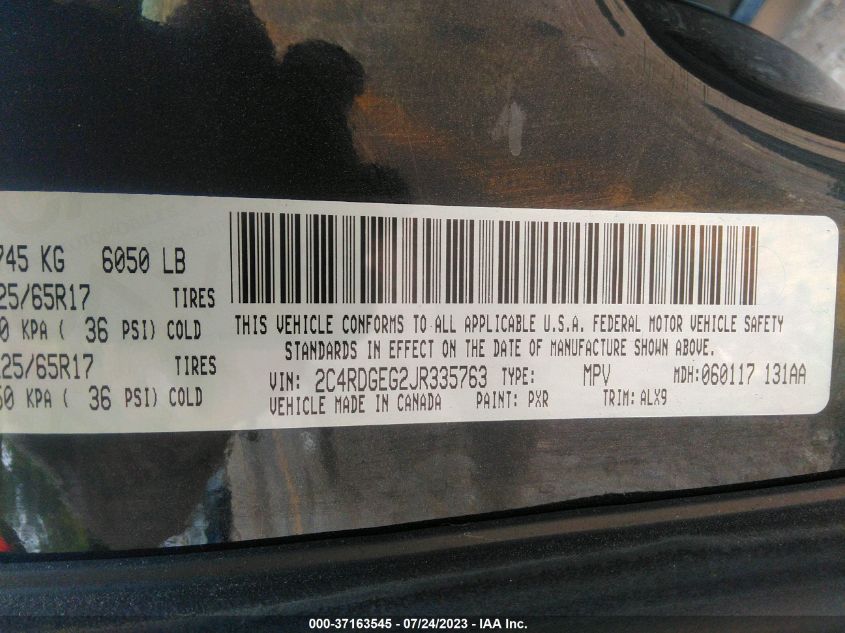 745 KG 6050 LB
25/65R17 TIRES
0 KPA ( 36 PSI) COLD
25/65R17 TIRES
50 KPA ( 36 PSI) COLD
THIS VEHICLE CONFORMS TO ALL APPLICABLE U.S.A. FEDERAL MOTOR VEHICLE SAFETY
STANDARDS IN EFFECT ON THE DATE OF MANUFACTURE SHOWN ABOVE.
VIN: 2C4RDGEG2JR335763 TYPE: MPV MDH: 060117 131AA
VEHICLE MADE IN CANADA PAINT: PXR TRIM: ALX9
000-37163545 - 07/24/2023 - IAA Inc.